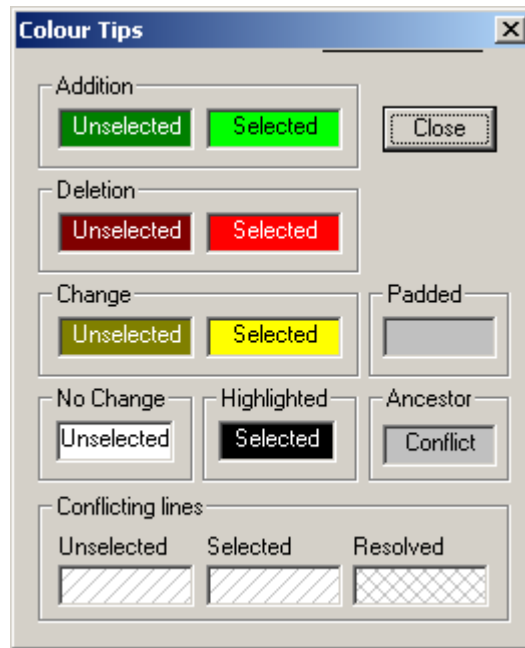 Colour Tips
Addition
Unselected Selected
Close
Deletion
Unselected Selected
Change
Unselected Selected
Padded
No Change Highlighted Ancestor
Unselected Selected Conflict
Conflicting lines
Unselected Selected Resolved